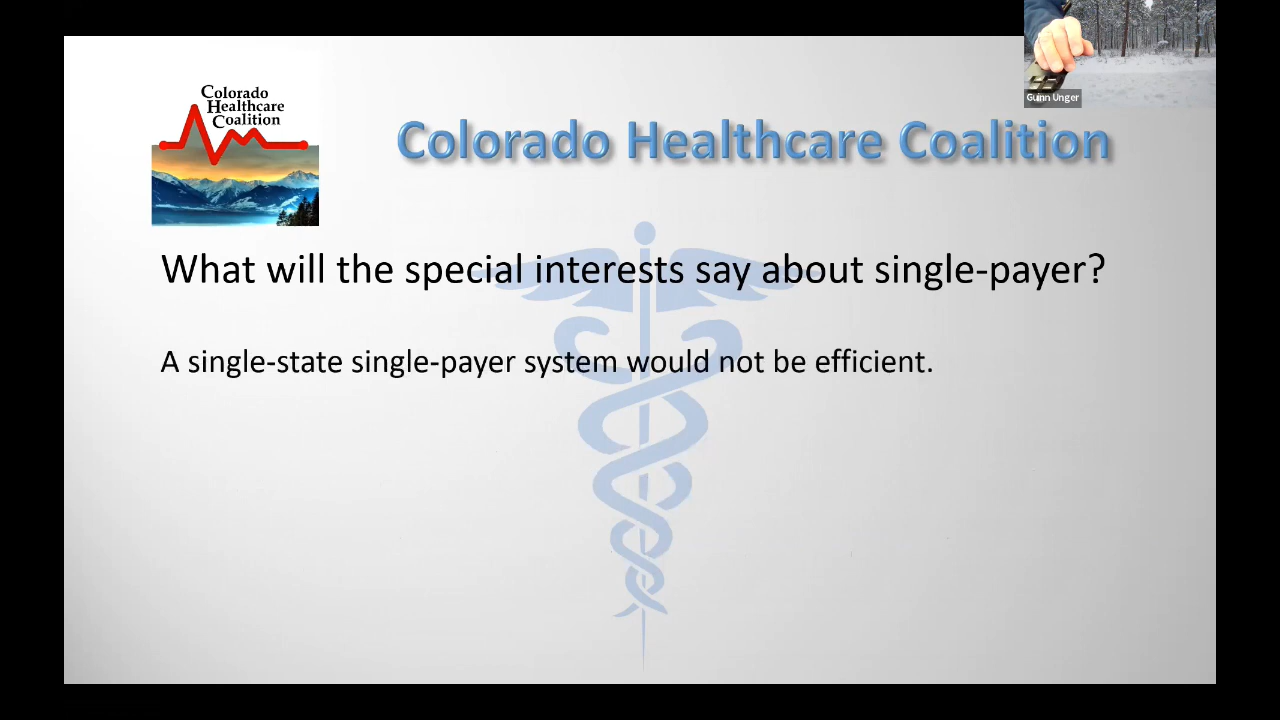 Guinn Unger
Colorado
Healthcare
Coalition
Colorado Healthcare Coalition
What will the special interests say about single-payer?
A single-state single-payer system would not be efficient.